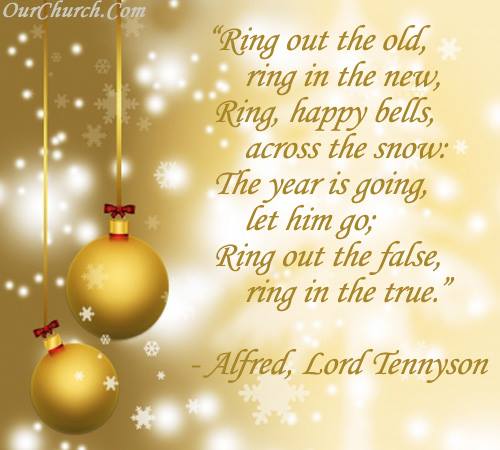 OurChurch.Com
“Ring out the old,
ring in the new,
Ring, happy bells,
across the snow:
The year is going,
let him go;
Ring out the false,
ring in the true.”
- Alfred, Lord Tennyson